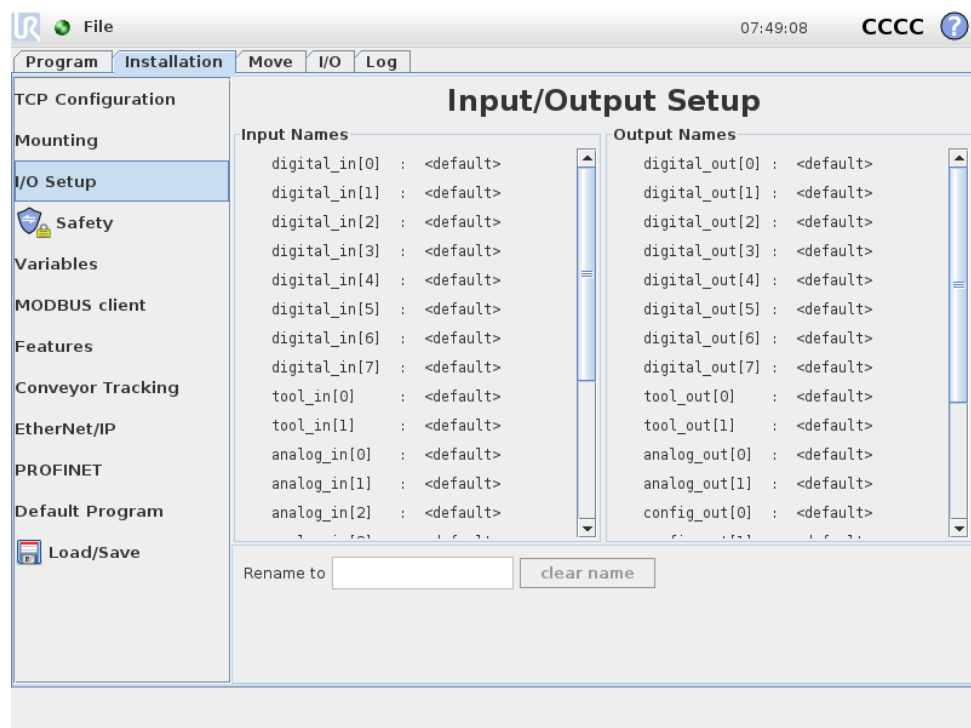 UR File 07:49:08 CCCC ?
Program Installation Move I/O Log
TCP Configuration
Mounting
I/O Setup
Safety
Variables
MODBUS client
Features
Conveyor Tracking
EtherNet/IP
PROFINET
Default Program
Load/Save
Input/Output Setup
Input Names
digital_in[0] : <default>
digital_in[1] : <default>
digital_in[2] : <default>
digital_in[3] : <default>
digital_in[4] : <default>
digital_in[5] : <default>
digital_in[6] : <default>
digital_in[7] : <default>
tool_in[0] : <default>
tool_in[1] : <default>
analog_in[0] : <default>
analog_in[1] : <default>
analog_in[2] : <default>
Output Names
digital_out[0] : <default>
digital_out[1] : <default>
digital_out[2] : <default>
digital_out[3] : <default>
digital_out[4] : <default>
digital_out[5] : <default>
digital_out[6] : <default>
digital_out[7] : <default>
tool_out[0] : <default>
tool_out[1] : <default>
analog_out[0] : <default>
analog_out[1] : <default>
config_out[0] : <default>
Rename to
clear name